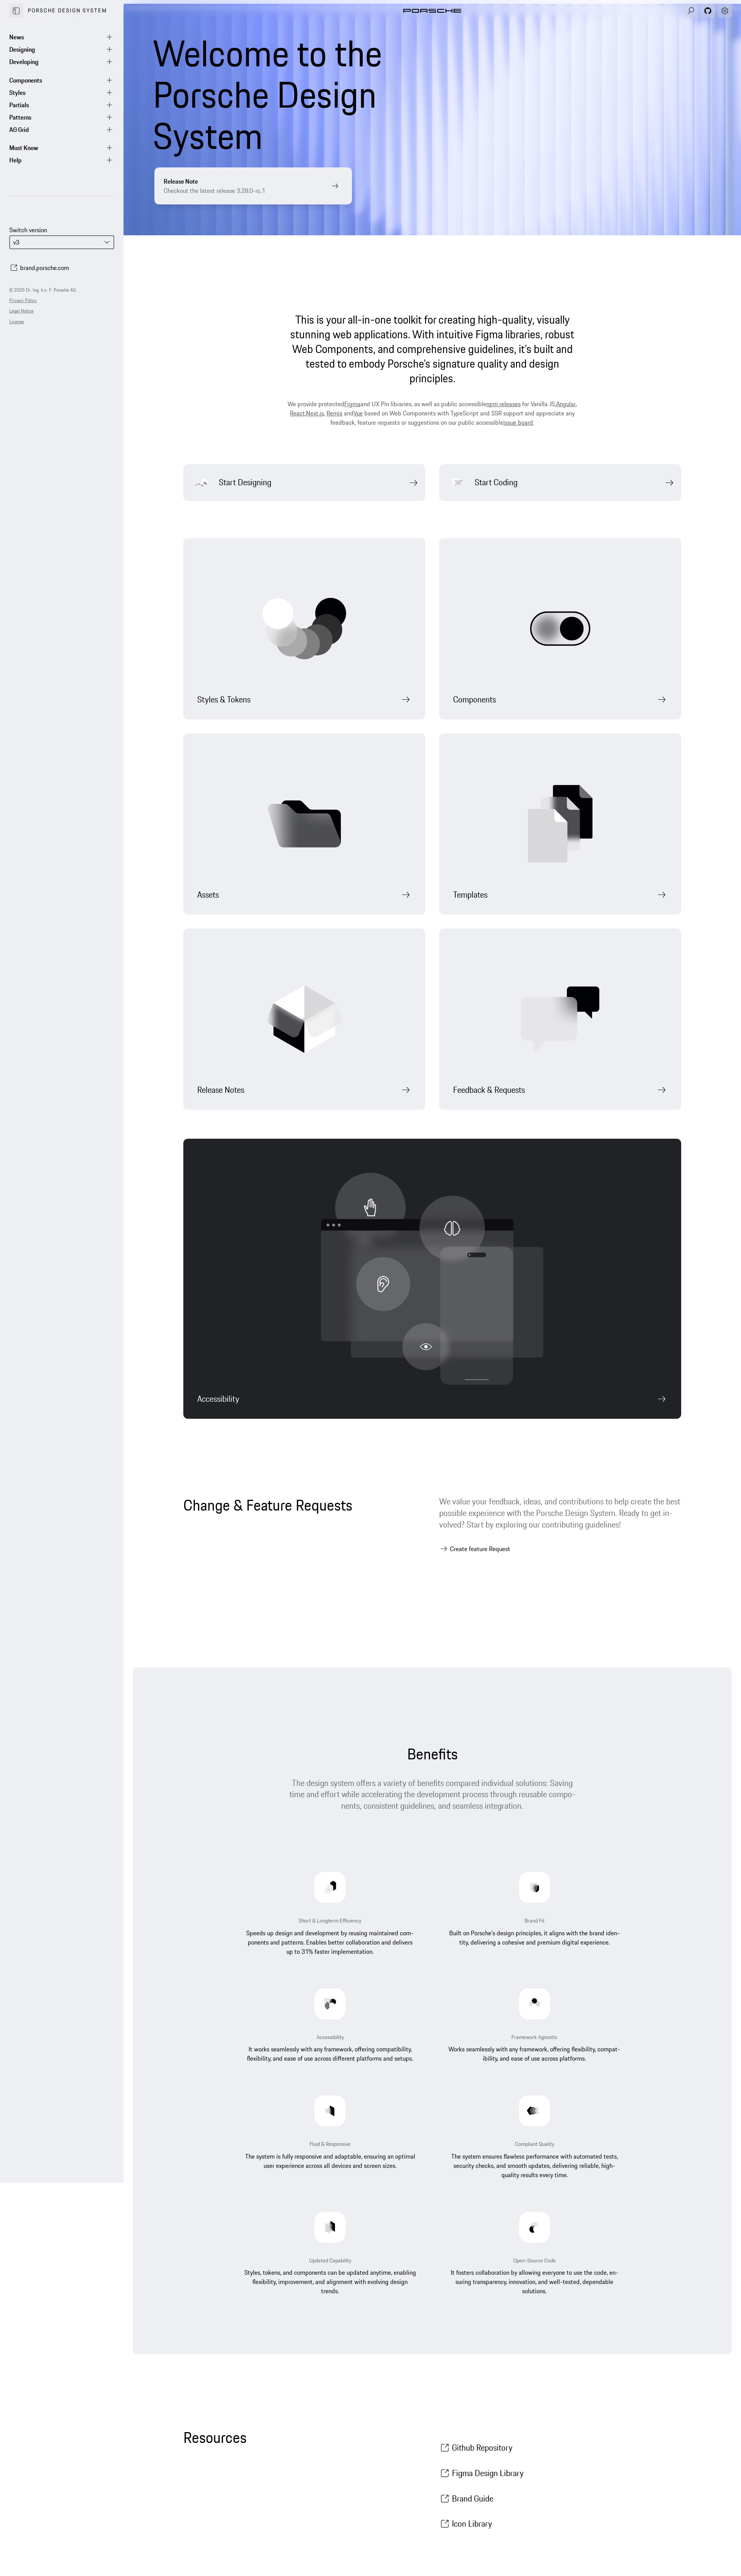 PORSCHE DESIGN SYSTEM
News
Designing
Developing
Components
Styles
Partials
Patterns
AG Grid
Must Know
Help
Switch version
v3
brand.porsche.com
© 2025 Dr. Ing. h.c. F. Porsche AG
Privacy Policy
Legal Notice
License
PORSCHE
Welcome to the
Porsche Design
System
Release Note
Checkout the latest release 3.28.0-rc.1
This is your all-in-one toolkit for creating high-quality, visually
stunning web applications. With intuitive Figma libraries, robust
Web Components, and comprehensive guidelines, it's built and
tested to embody Porsche's signature quality and design
principles.
We provide protectedFigmaand UX Pin libraries, as well as public accessiblenpm releases for Vanilla JS,Angular,
React,Next.js, Remix andVue based on Web Components with TypeScript and SSR support and appreciate any
feedback, feature requests or suggestions on our public accessibleissue board.
Start Designing
Start Coding
Styles & Tokens
Components
Assets
Templates
Release Notes
Feedback & Requests
Accessibility
Change & Feature Requests
We value your feedback, ideas, and contributions to help create the best
possible experience with the Porsche Design System. Ready to get in-
volved? Start by exploring our contributing guidelines!
Create feature Request
Benefits
The design system offers a variety of benefits compared individual solutions: Saving
time and effort while accelerating the development process through reusable compo-
nents, consistent guidelines, and seamless integration.
Short & Longterm Efficiency
Speeds up design and development by reusing maintained com-
ponents and patterns. Enables better collaboration and delivers
up to 31% faster implementation.
Brand Fit
Built on Porsche's design principles, it aligns with the brand iden-
tity, delivering a cohesive and premium digital experience.
Accessibility
It works seamlessly with any framework, offering compatibility,
flexibility, and ease of use across different platforms and setups.
Framework Agnostic
Works seamlessly with any framework, offering flexibility, compat-
ibility, and ease of use across platforms.
Fluid & Responsive
The system is fully responsive and adaptable, ensuring an optimal
user experience across all devices and screen sizes.
Compliant Quality
The system ensures flawless performance with automated tests,
security checks, and smooth updates, delivering reliable, high-
quality results every time.
Updated Capability
Styles, tokens, and components can be updated anytime, enabling
flexibility, improvement, and alignment with evolving design
trends.
Open-Source Code
It fosters collaboration by allowing everyone to use the code, en-
suring transparency, innovation, and well-tested, dependable
solutions.
Resources
Github Repository
Figma Design Library
Brand Guide
Icon Library